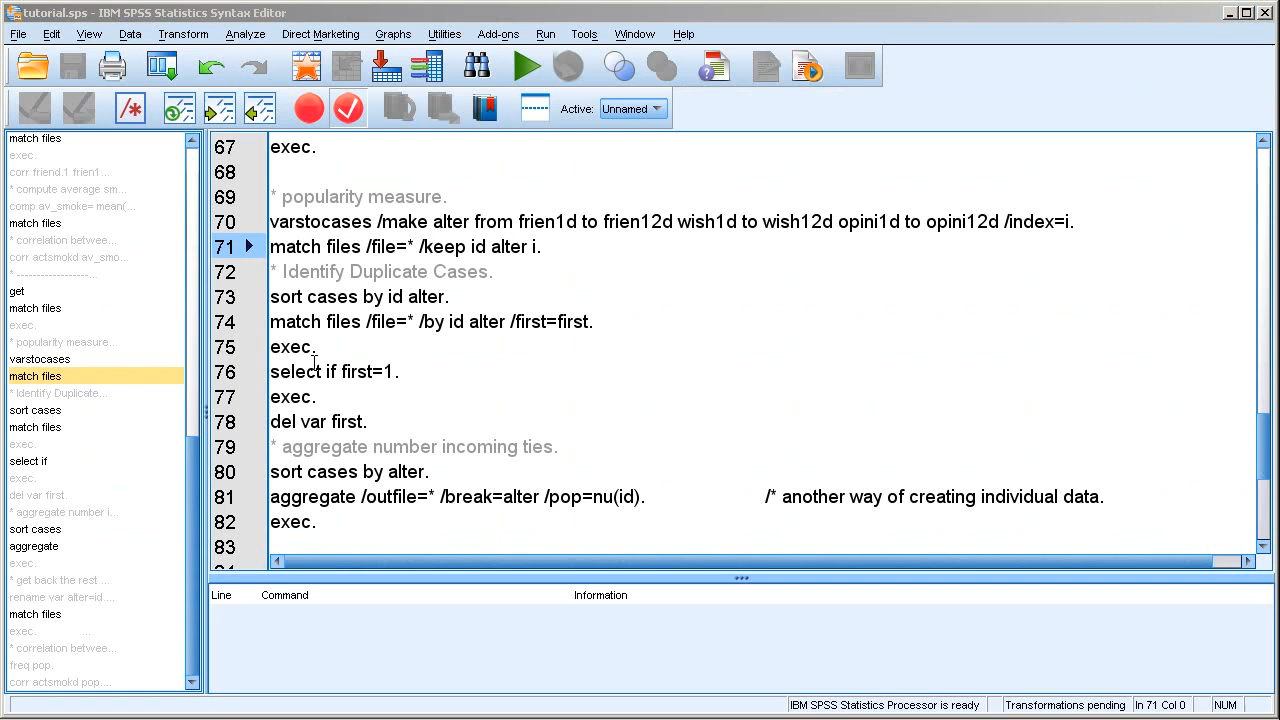 tutorial.sps - IBM SPSS Statistics Syntax Editor
File Edit View Data Transform Analyze Direct Marketing Graphs Utilities Add-ons Run Tools Window Help
Active: Unnamed
match files
exec.
corr friend.1 frien1...
* compute average sm...
comp av_smoke= mean(...
match files
* correlation betwee...
corr actsmokd av_smo...
* -------------------...
get
match files
exec.
* popularity measure...
varstocases
match files
* Identify Duplicate...
sort cases
match files
exec.
select if
exec.
del var first.
* aggregate number i...
sort cases
aggregate
exec.
* get back the rest ...
rename var alter=id....
match files
exec. ...
* correlation betwee...
freq pop.
corr actsmokd pop....
67 exec.
68
69 * popularity measure.
70 varstocases /make alter from frien1d to frien12d wish1d to wish12d opini1d to opini12d /index=i.
71 match files /file=* /keep id alter i.
72 * Identify Duplicate Cases.
73 sort cases by id alter.
74 match files /file=* /by id alter /first=first.
75 exec.
76 select if first=1.
77 exec.
78 del var first.
79 * aggregate number incoming ties.
80 sort cases by alter.
81 aggregate /outfile=* /break=alter /pop=nu(id). /* another way of creating individual data.
82 exec.
83
Line Command Information
IBM SPSS Statistics Processor is ready Transformations pending In 71 Col 0 NUM